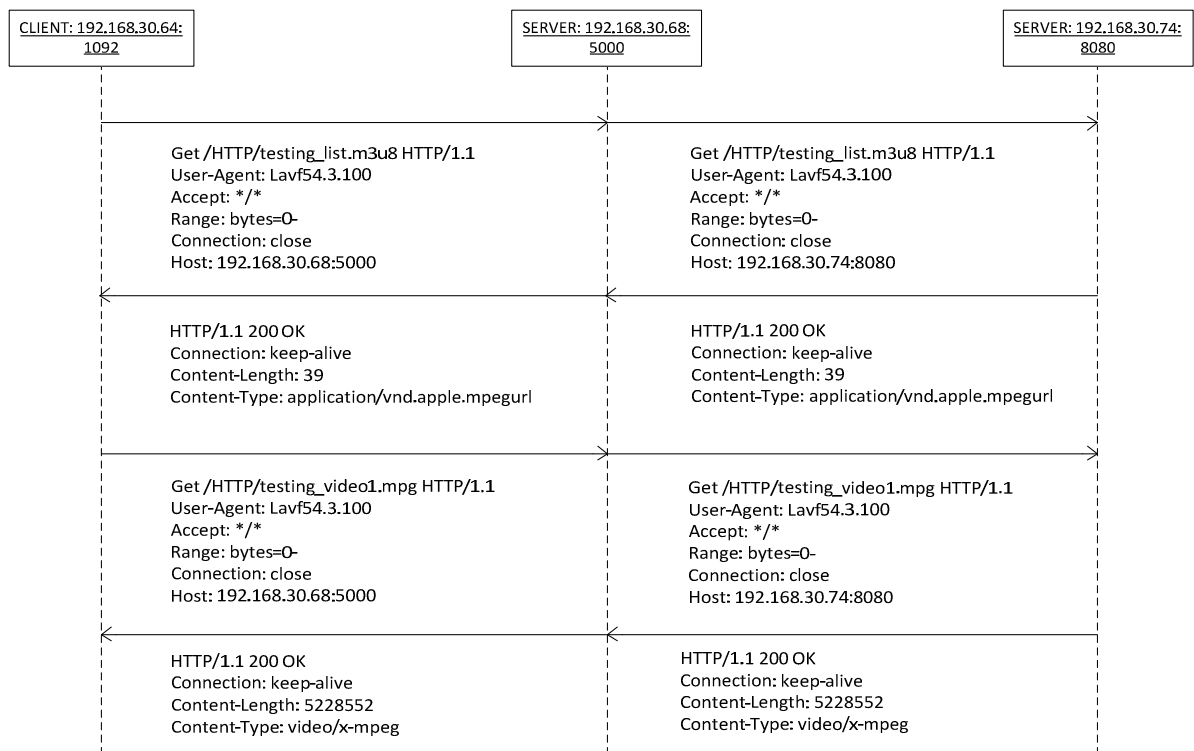 CLIENT: 192.168.30.64:
1092
SERVER: 192.168.30.68:
5000
SERVER: 192.168.30.74:
8080
Get /HTTP/testing_list.m3u8 HTTP/1.1
User-Agent: Lavf54.3.100
Accept: */*
Range: bytes=0-
Connection: close
Host: 192.168.30.68:5000
Get /HTTP/testing_list.m3u8 HTTP/1.1
User-Agent: Lavf54.3.100
Accept: */*
Range: bytes=0-
Connection: close
Host: 192.168.30.74:8080
HTTP/1.1 200 OK
Connection: keep-alive
Content-Length: 39
Content-Type: application/vnd.apple.mpegurl
HTTP/1.1 200 OK
Connection: keep-alive
Content-Length: 39
Content-Type: application/vnd.apple.mpegurl
Get /HTTP/testing_video1.mpg HTTP/1.1
User-Agent: Lavf54.3.100
Accept: */*
Range: bytes=0-
Connection: close
Host: 192.168.30.68:5000
Get /HTTP/testing_video1.mpg HTTP/1.1
User-Agent: Lavf54.3.100
Accept: */*
Range: bytes=0-
Connection: close
Host: 192.168.30.74:8080
HTTP/1.1 200 OK
Connection: keep-alive
Content-Length: 5228552
Content-Type: video/x-mpeg
HTTP/1.1 200 OK
Connection: keep-alive
Content-Length: 5228552
Content-Type: video/x-mpeg